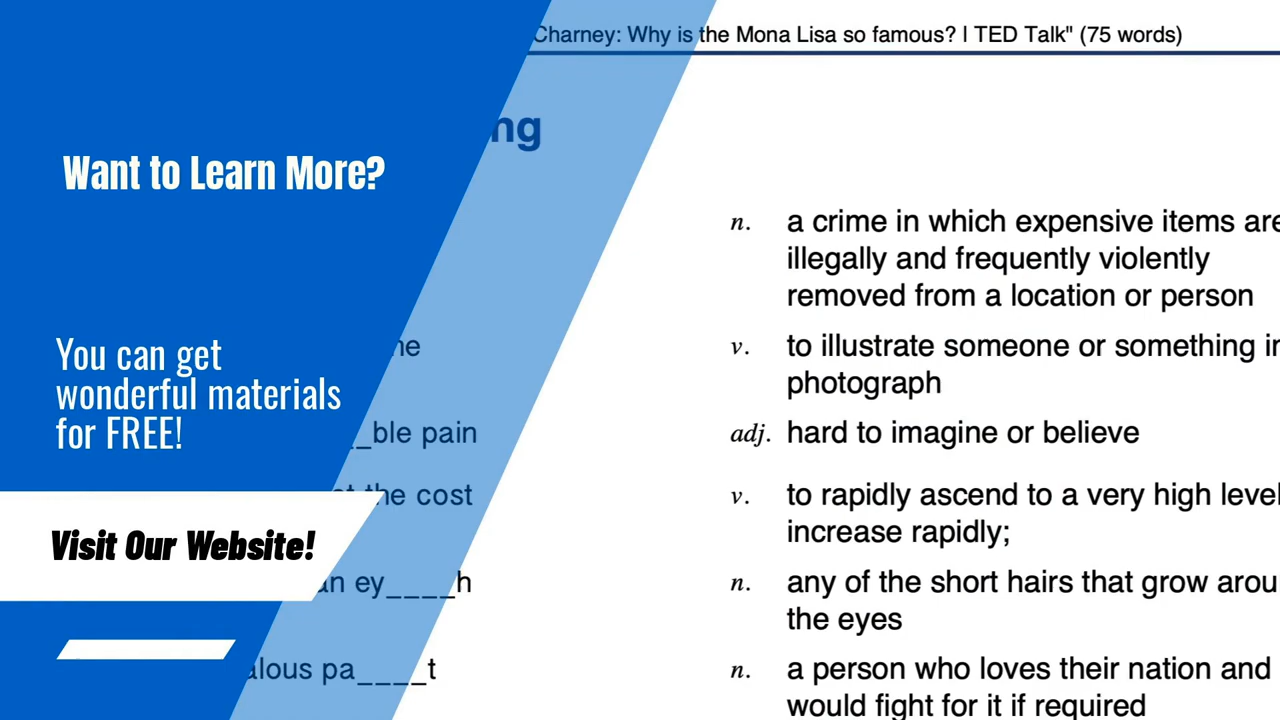 Charney: Why is the Mona Lisa so famous? | TED Talk" (75 words)
ng
Want to Learn More?
You can get
wonderful materials
for FREE!
Visit Our Website!
ne
_ble pain
the cost
an ey____h
alous pa____t
n. a crime in which expensive items are
illegally and frequently violently
removed from a location or person
v. to illustrate someone or something in
photograph
adj. hard to imagine or believe
v. to rapidly ascend to a very high level
increase rapidly;
n. any of the short hairs that grow arou
the eyes
n. a person who loves their nation and
would fight for it if required